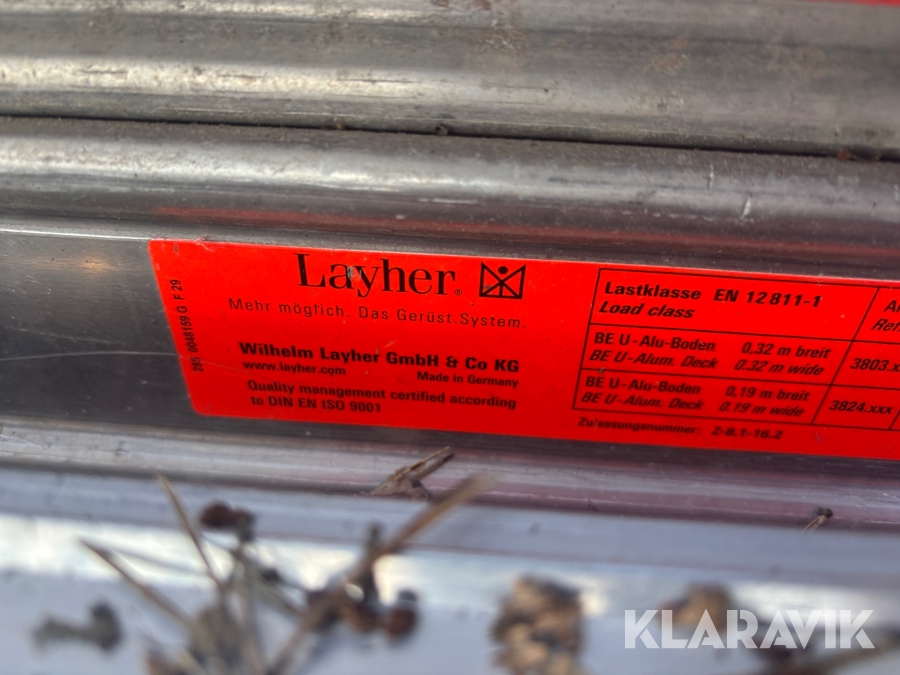 Layher®
Mehr möglich. Das Gerüst System.
Wilhelm Layher GmbH & Co KG
www.layher.com Made in Germany
Quality management certified according
to DIN EN ISO 9001
Lastklasse EN 12811-1
Load class
BE U-Alu-Boden 0,32 m breit
BE U-Alum. Deck 0.32 m wide
3803.x
BE U-Alu-Boden 0,19 m breit
BE U-Alum. Deck 0.19 m wide
3824.xxx
Zulassungsnummer: Z-8.1-16.2
KLARAVIK